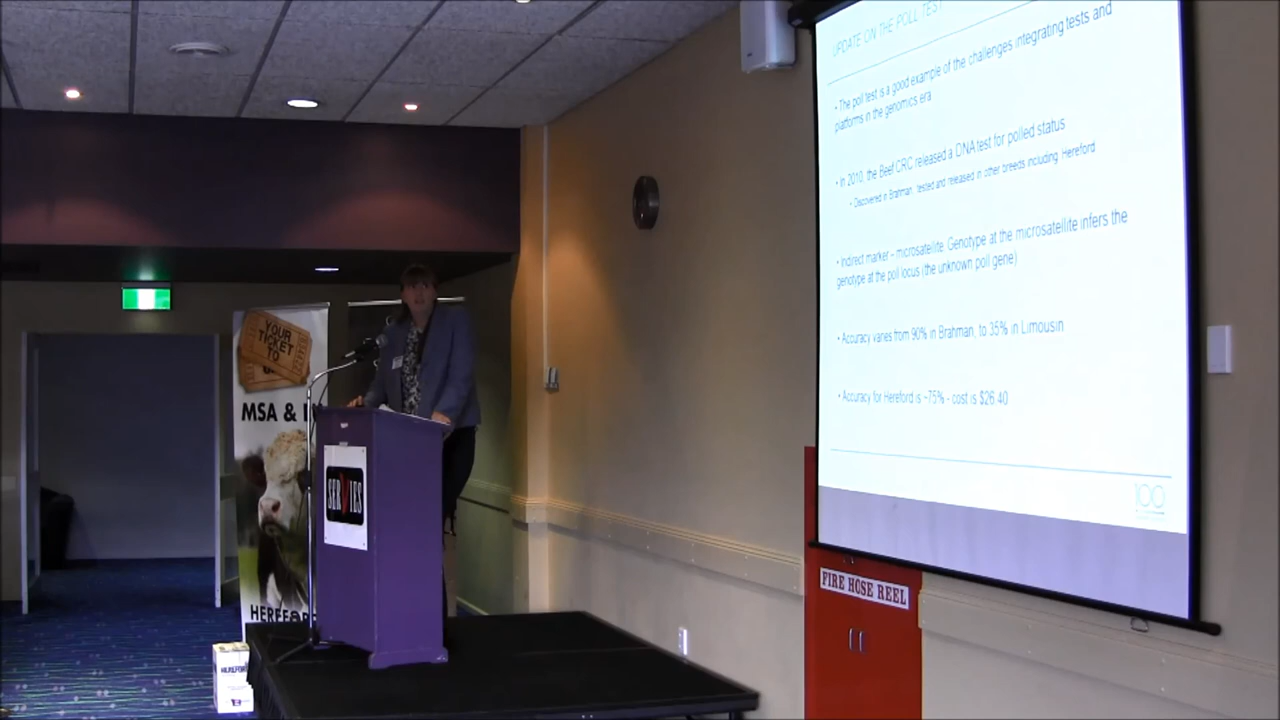 UPDATE ON THE POLL TEST
• The poll test is a good example of the challenges integrating tests and
platforms in the genomics era
• In 2010, the Beef CRC released a DNA test for polled status
• Discovered in Brahman, tested and released in other breeds including Hereford
• Indirect marker – microsatellite. Genotype at the microsatellite infers the
genotype at the poll locus (the unknown poll gene)
• Accuracy varies from 90% in Brahman, to 35% in Limousin
• Accuracy for Hereford is ~75% - cost is $26.40
100
YOUR
TICKET
TO
MSA &
SERVIES
FIRE HOSE REEL